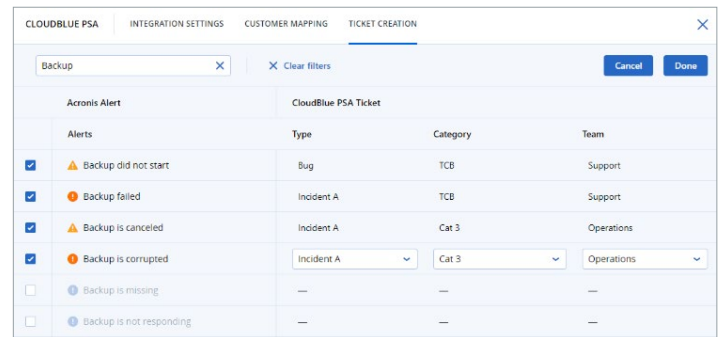 CLOUDBLUE PSA INTEGRATION SETTINGS CUSTOMER MAPPING TICKET CREATION
Backup Clear filters Cancel Done
Acronis Alert CloudBlue PSA Ticket
Alerts Type Category Team
Backup did not start Bug TCB Support
Backup failed Incident A TCB Support
Backup is canceled Incident A Cat 3 Operations
Backup is corrupted Incident A Cat 3 Operations
Backup is missing — — —
Backup is not responding — — —